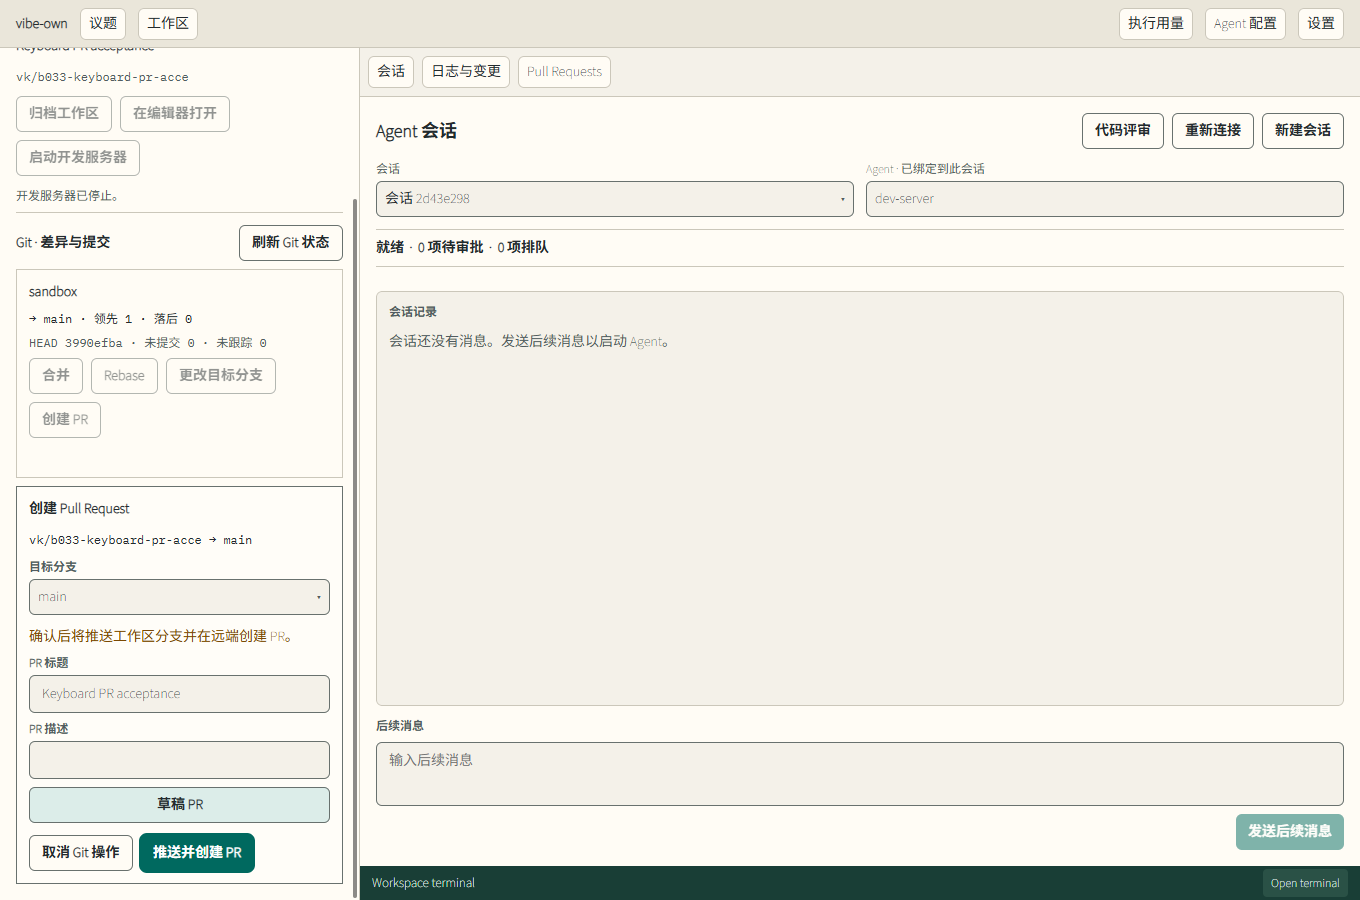 vibe-own 议题 工作区 执行用量 Agent 配置 设置
Keyboard PR acceptance
vk/b033-keyboard-pr-acce
归档工作区 在编辑器打开
启动开发服务器
开发服务器已停止。
Git · 差异与提交 刷新 Git 状态
sandbox
→ main · 领先 1 · 落后 0
HEAD 3990efba · 未提交 0 · 未跟踪 0
合并 Rebase 更改目标分支
创建 PR
创建 Pull Request
vk/b033-keyboard-pr-acce → main
目标分支
main
确认后将推送工作区分支并在远端创建 PR。
PR 标题
Keyboard PR acceptance
PR 描述
草稿 PR
取消 Git 操作 推送并创建 PR
会话 日志与变更 Pull Requests
Agent 会话 代码评审 重新连接 新建会话
会话 Agent · 已绑定到此会话
会话 2d43e298 dev-server
就绪 · 0 项待审批 · 0 项排队
会话记录
会话还没有消息。发送后续消息以启动 Agent。
后续消息
输入后续消息
发送后续消息
Workspace terminal Open terminal